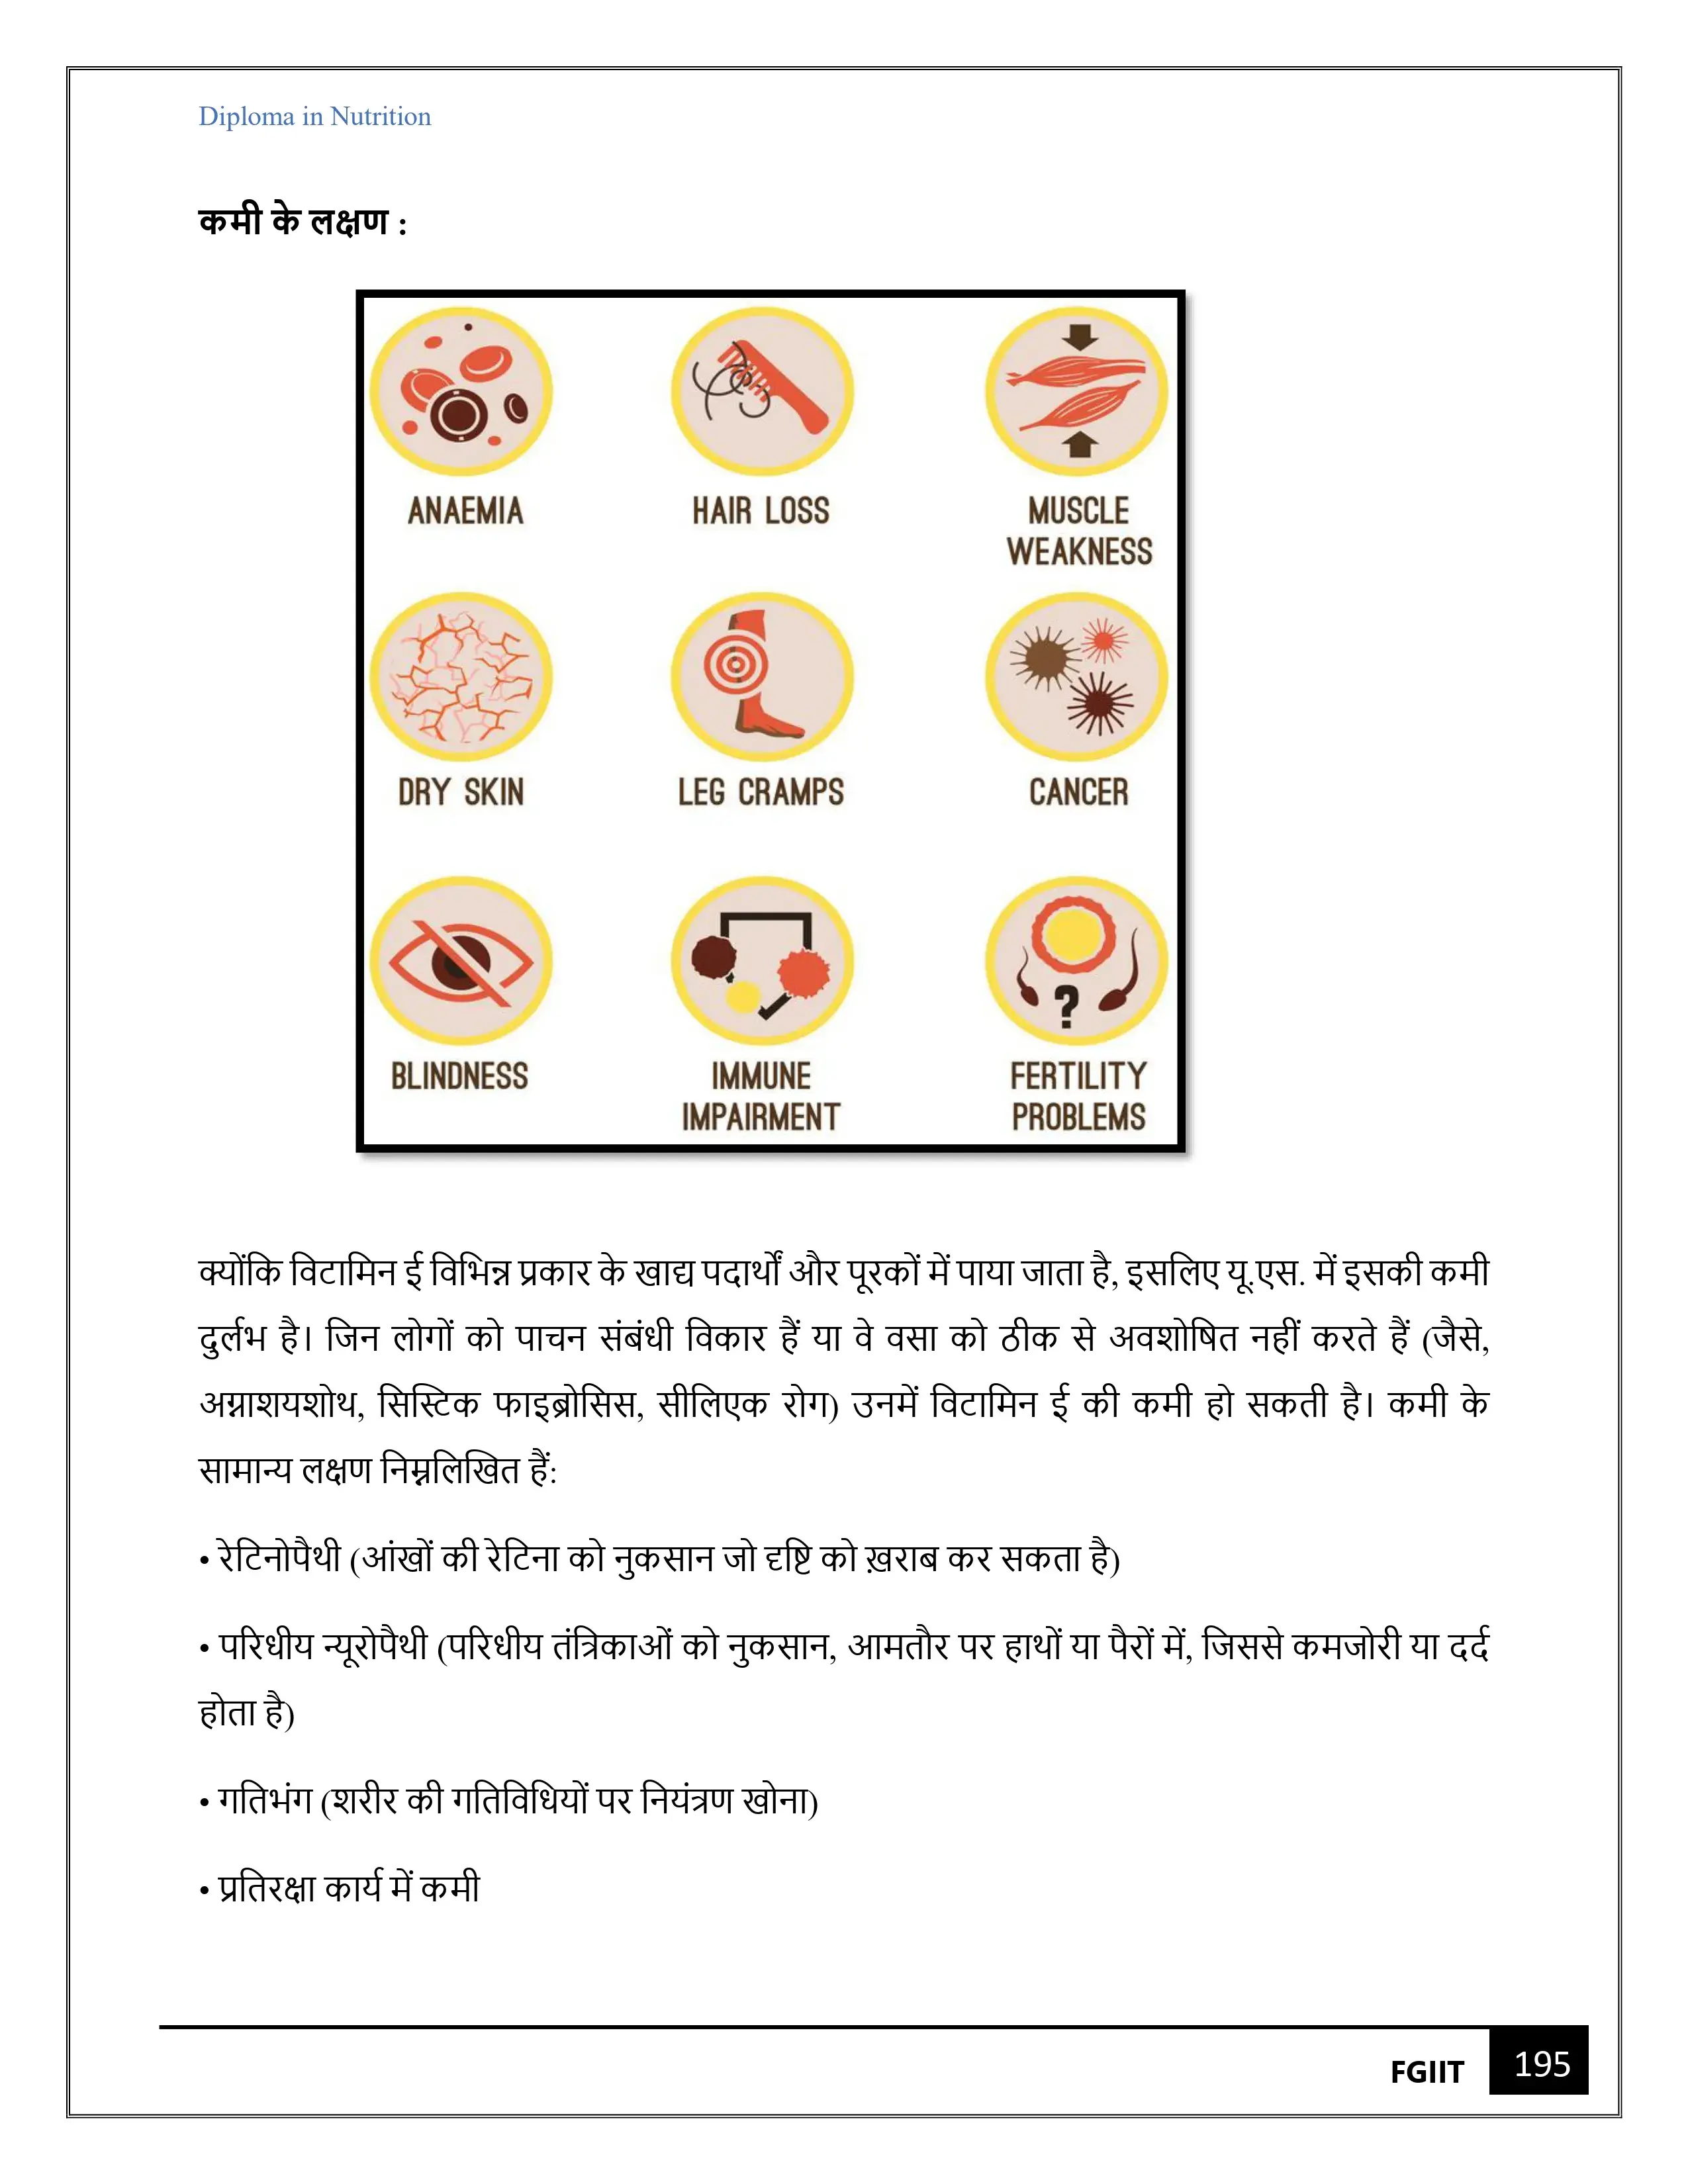 Diploma in Nutrition
कमी के लक्षण :
ANAEMIA
HAIR LOSS
MUSCLE
WEAKNESS
DRY SKIN
LEG CRAMPS
CANCER
BLINDNESS
IMMUNE
IMPAIRMENT
FERTILITY
PROBLEMS
?
क्योंकि विटामिन ई विभिन्न प्रकार के खाद्य पदार्थों और पूरकों में पाया जाता है, इसलिए यू.एस. में इसकी कमी
दुर्लभ है। जिन लोगों को पाचन संबंधी विकार हैं या वे वसा को ठीक से अवशोषित नहीं करते हैं (जैसे,
अग्नाशयशोथ, सिस्टिक फाइब्रोसिस, सीलिएक रोग) उनमें विटामिन ई की कमी हो सकती है। कमी के
सामान्य लक्षण निम्नलिखित हैं:
• रेटिनोपैथी (आंखों की रेटिना को नुकसान जो दृष्टि को ख़राब कर सकता है)
• परिधीय न्यूरोपैथी (परिधीय तंत्रिकाओं को नुकसान, आमतौर पर हाथों या पैरों में, जिससे कमजोरी या दर्द
होता है)
• गतिभंग (शरीर की गतिविधियों पर नियंत्रण खोना)
• प्रतिरक्षा कार्य में कमी
FGIIT 195